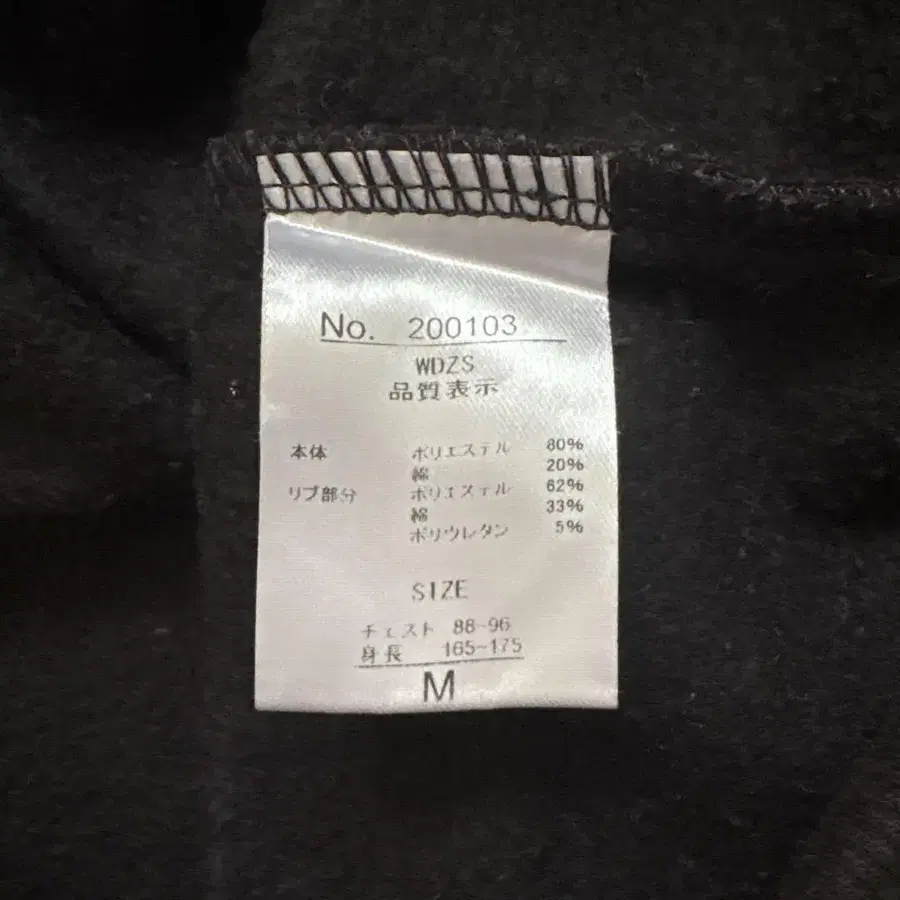 No. 200103
WDZS
品質表示
本体 ポリエステル 80%
綿 20%
リブ部分 ポリエステル 62%
綿 33%
ポリウレタン 5%
SIZE
チェスト 88-96
身長 165~175
M